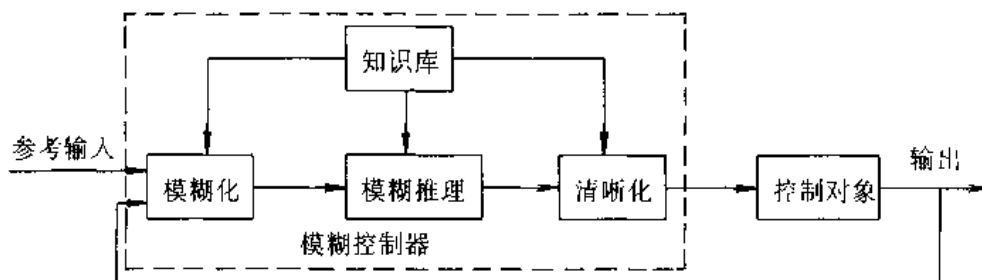 知识库
参考输入
模糊化
模糊推理
清晰化
控制对象
输出
模糊控制器